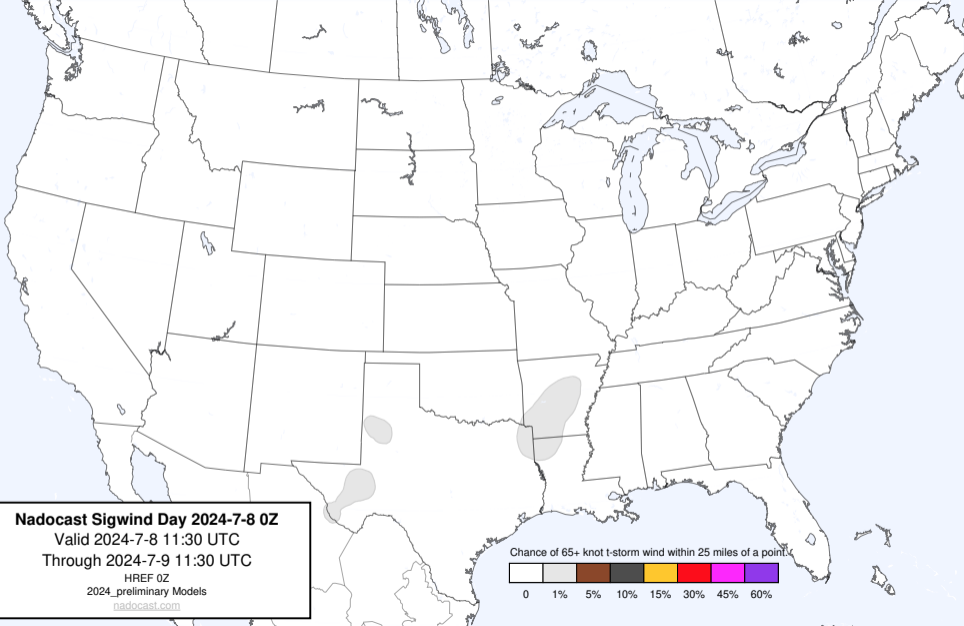 Nadocast Sigwind Day 2024-7-8 0Z
Valid 2024-7-8 11:30 UTC
Through 2024-7-9 11:30 UTC
HREF 0Z
2024_preliminary Models
nadocast.com
Chance of 65+ knot t-storm wind within 25 miles of a point.
0 1% 5% 10% 15% 30% 45% 60%